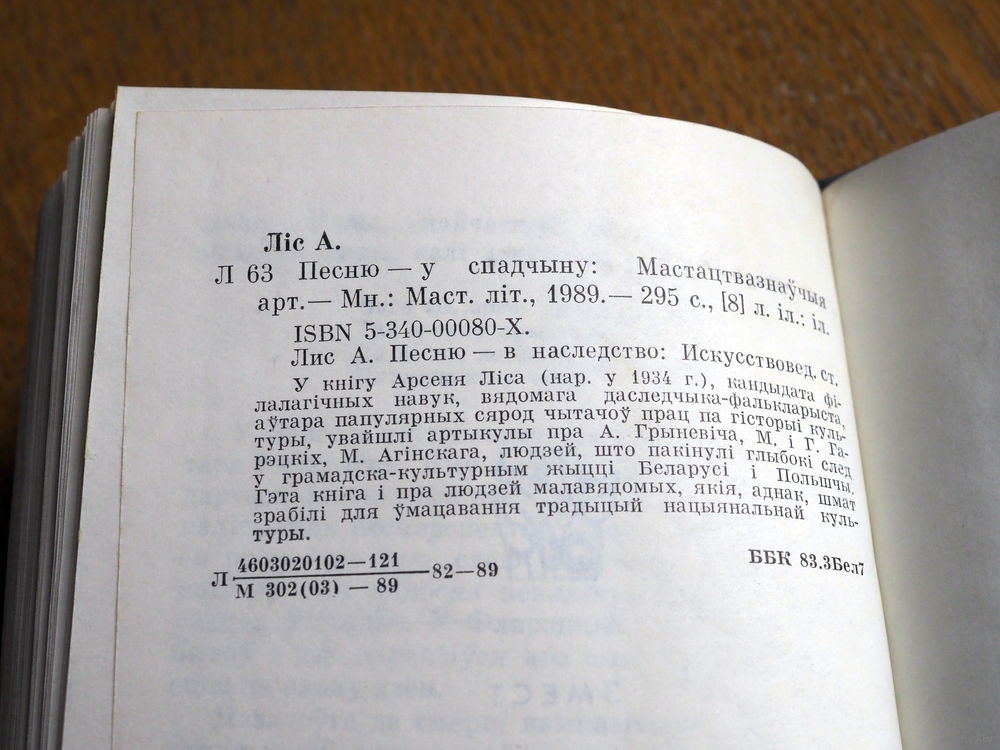 Ліс А.
Л 63 Песню — у спадчыну: Мастацтвазнаўчыя
арт.— Мн.: Маст. літ., 1989.— 295 с., [8] л. іл.: іл.
ISBN 5-340-00080-X.
Лис А. Песню — в наследство: Искусствовед. ст.
У кнігу Арсеня Ліса (нар. у 1934 г.), кандыдата фі-
лалагічных навук, вядомага даследчыка-фалькларыста,
аўтара папулярных сярод чытачоў прац па гісторыі куль-
туры, увайшлі артыкулы пра А. Грыневіча, М. і Г. Га-
рэцкіх, М. Агінскага, людзей, што пакінулі глыбокі след
у грамадска-культурным жыцці Беларусі і Польшчы.
Гэта кніга і пра людзей малавядомых, якія, аднак, шмат
зрабілі для ўмацавання традыцый нацыянальнай куль-
туры.
Л 4603020102—121 / М 302(03) — 89 82—89 ББК 83.3Бел7